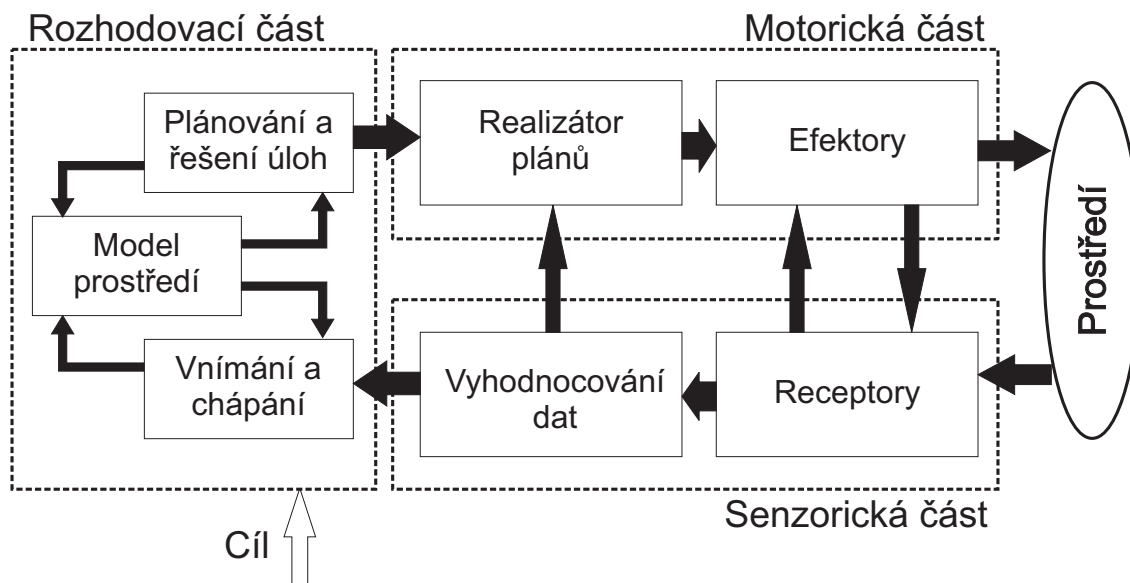 Rozhodovací část
Motorická část
Plánování a
řešení úloh
Realizátor
plánů
Efektory
Model
prostředí
Prostředí
Vnímání a
chápání
Vyhodnocování
dat
Receptory
Senzorická část
Cíl